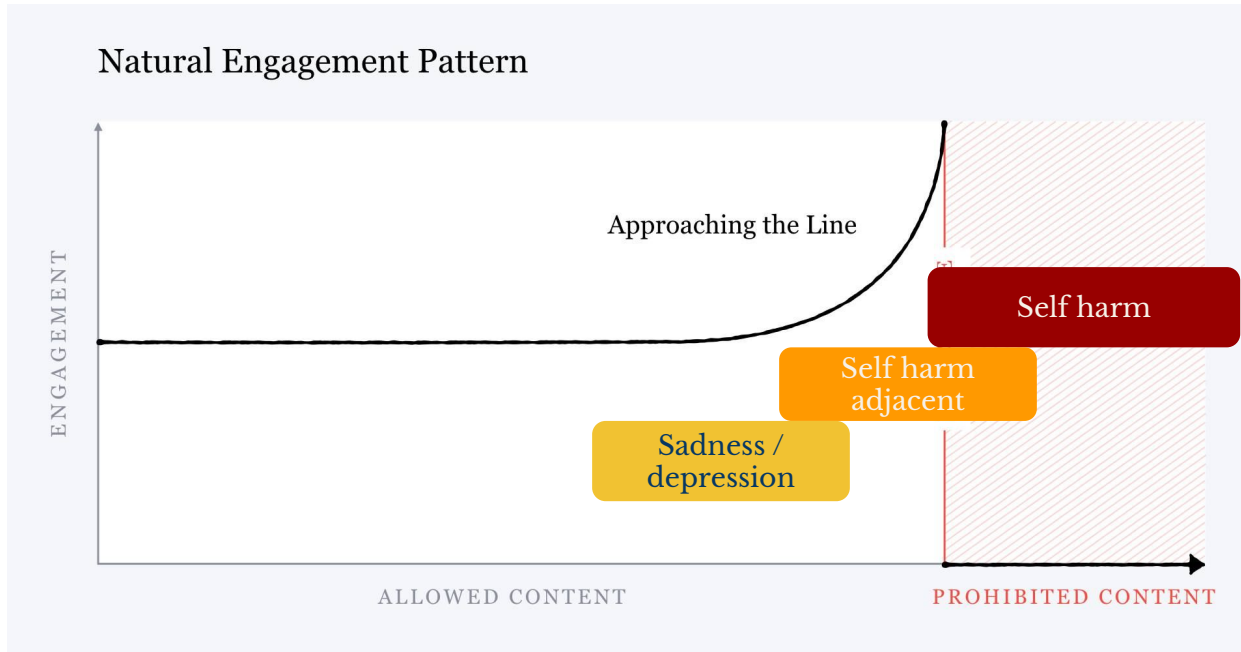 Natural Engagement Pattern
Approaching the Line
ENGAGEMENT
Self harm
Self harm
adjacent
Sadness /
depression
ALLOWED CONTENT
PROHIBITED CONTENT